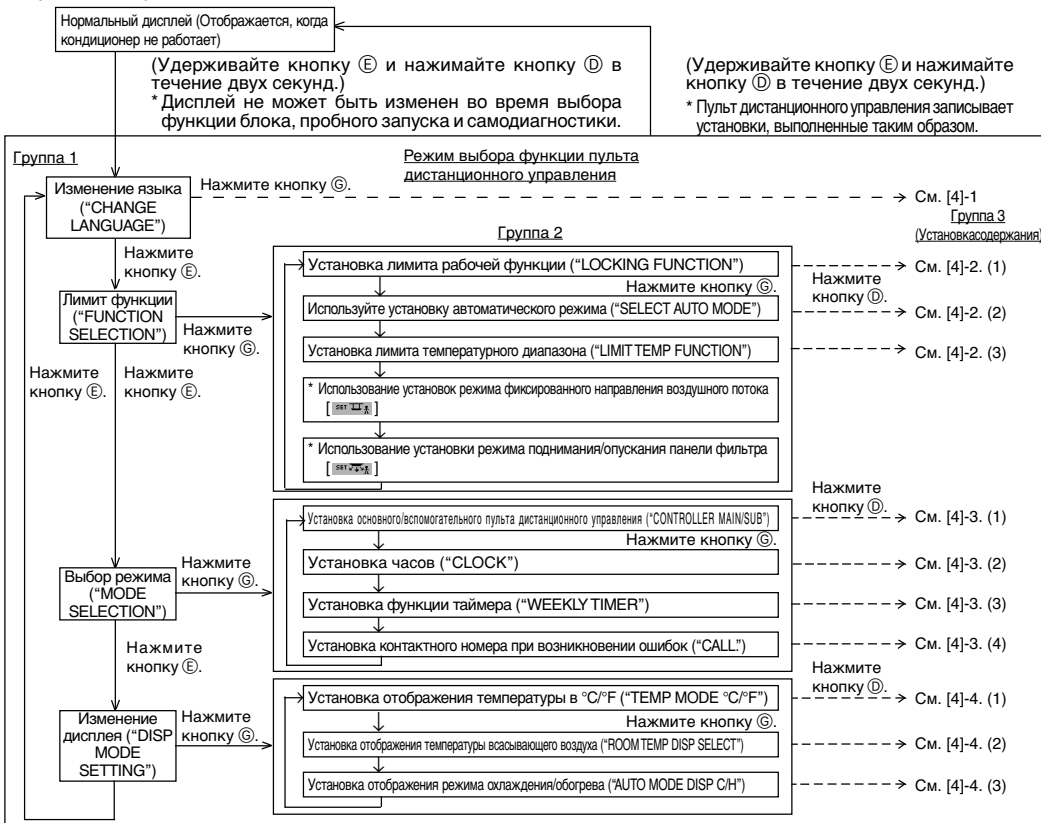 Нормальный дисплей (Отображается, когда
кондиционер не работает)
(Удерживайте кнопку Ⓔ и нажимайте кнопку Ⓓ в
течение двух секунд.)
* Дисплей не может быть изменен во время выбора
функции блока, пробного запуска и самодиагностики.
(Удерживайте кнопку Ⓔ и нажимайте
кнопку Ⓓ в течение двух секунд.)
* Пульт дистанционного управления записывает
установки, выполненные таким образом.
Группа 1
Режим выбора функции пульта
дистанционного управления
Изменение языка
(“CHANGE
LANGUAGE”)
Нажмите кнопку Ⓖ.
См. [4]-1
Группа 3
(Установкасодержания)
Группа 2
Нажмите
кнопку Ⓔ.
Лимит функции
(“FUNCTION
SELECTION”)
Нажмите
кнопку Ⓖ.
Установка лимита рабочей функции (“LOCKING FUNCTION”)
См. [4]-2. (1)
Нажмите кнопку Ⓖ.
Нажмите
кнопку Ⓓ.
Используйте установку автоматического режима (“SELECT AUTO MODE”)
См. [4]-2. (2)
Установка лимита температурного диапазона (“LIMIT TEMP FUNCTION”)
См. [4]-2. (3)
* Использование установок режима фиксированного направления воздушного потока
[ SET ]
* Использование установки режима поднимания/опускания панели фильтра
[ SET ]
Нажмите
кнопку Ⓔ.
Нажмите
кнопку Ⓔ.
Выбор режима
(“MODE
SELECTION”)
Нажмите
кнопку Ⓖ.
Установка основного/вспомогательного пульта дистанционного управления (“CONTROLLER MAIN/SUB”)
Нажмите
кнопку Ⓓ.
См. [4]-3. (1)
Нажмите кнопку Ⓖ.
Установка часов (“CLOCK”)
См. [4]-3. (2)
Установка функции таймера (“WEEKLY TIMER”)
См. [4]-3. (3)
Установка контактного номера при возникновении ошибок (“CALL.”)
См. [4]-3. (4)
Нажмите
кнопку Ⓔ.
Изменение
дисплея (“DISP
MODE
SETTING”)
Нажмите
кнопку Ⓖ.
Установка отображения температуры в °C/°F (“TEMP MODE °C/°F”)
Нажмите
кнопку Ⓓ.
См. [4]-4. (1)
Нажмите кнопку Ⓖ.
Установка отображения температуры всасывающего воздуха (“ROOM TEMP DISP SELECT”)
См. [4]-4. (2)
Установка отображения режима охлаждения/обогрева (“AUTO MODE DISP C/H”)
См. [4]-4. (3)